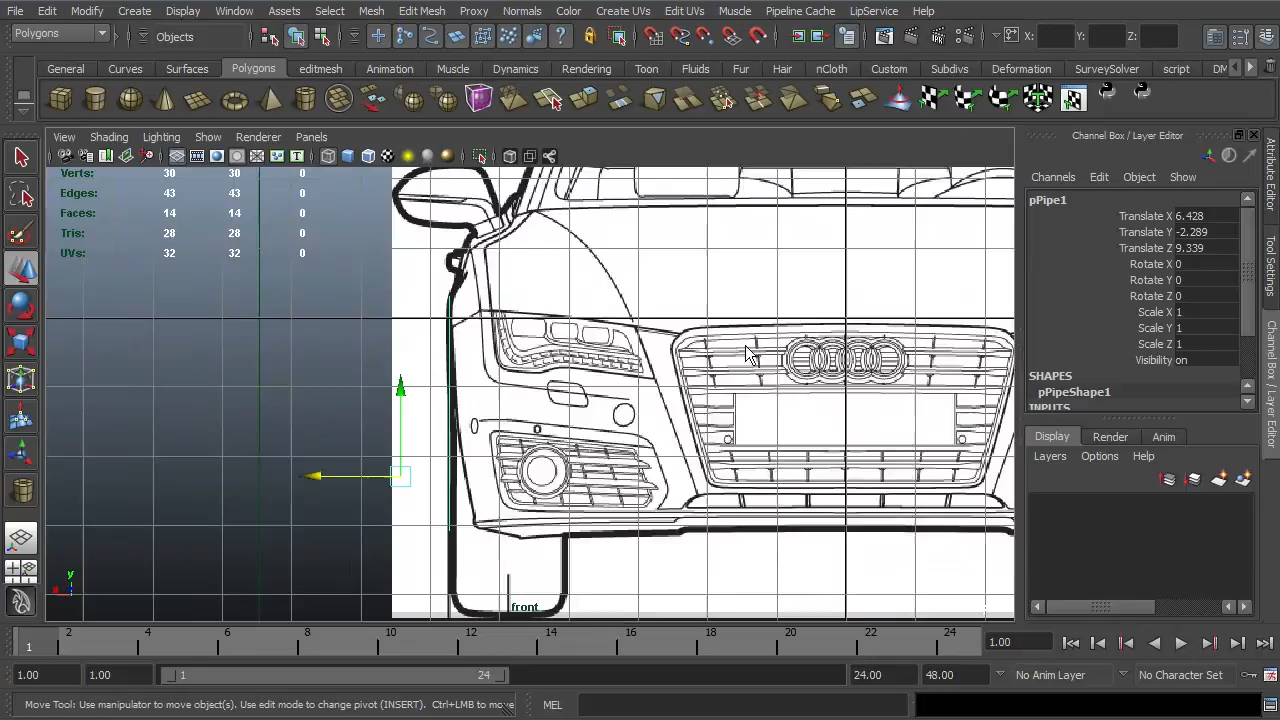 File Edit Modify Create Display Window Assets Select Mesh Edit Mesh Proxy Normals Color Create UVs Edit UVs Muscle Pipeline Cache LipService Help
Polygons Objects X: Y: Z:
General Curves Surfaces Polygons editmesh Animation Muscle Dynamics Rendering Toon Fluids Fur Hair nCloth Custom Subdivs Deformation SurveySolver script DM
View Shading Lighting Show Renderer Panels
Channel Box / Layer Editor
Channels Edit Object Show
Verts: 30 30 0
Edges: 43 43 0
Faces: 14 14 0
Tris: 28 28 0
UVs: 32 32 0
pPipe1
Translate X 6.428
Translate Y -2.289
Translate Z 9.339
Rotate X 0
Rotate Y 0
Rotate Z 0
Scale X 1
Scale Y 1
Scale Z 1
Visibility on
SHAPES
pPipeShape1
INPUTS
Display Render Anim
Layers Options Help
Attribute Editor
Tool Settings
Channel Box / Layer Editor
y
x
front
1 2 4 6 8 10 12 14 16 18 20 22 24 1.00
1.00 1.00 1 24 24.00 48.00 No Anim Layer No Character Set
Move Tool: Use manipulator to move object(s). Use edit mode to change pivot (INSERT). Ctrl+LMB to move MEL